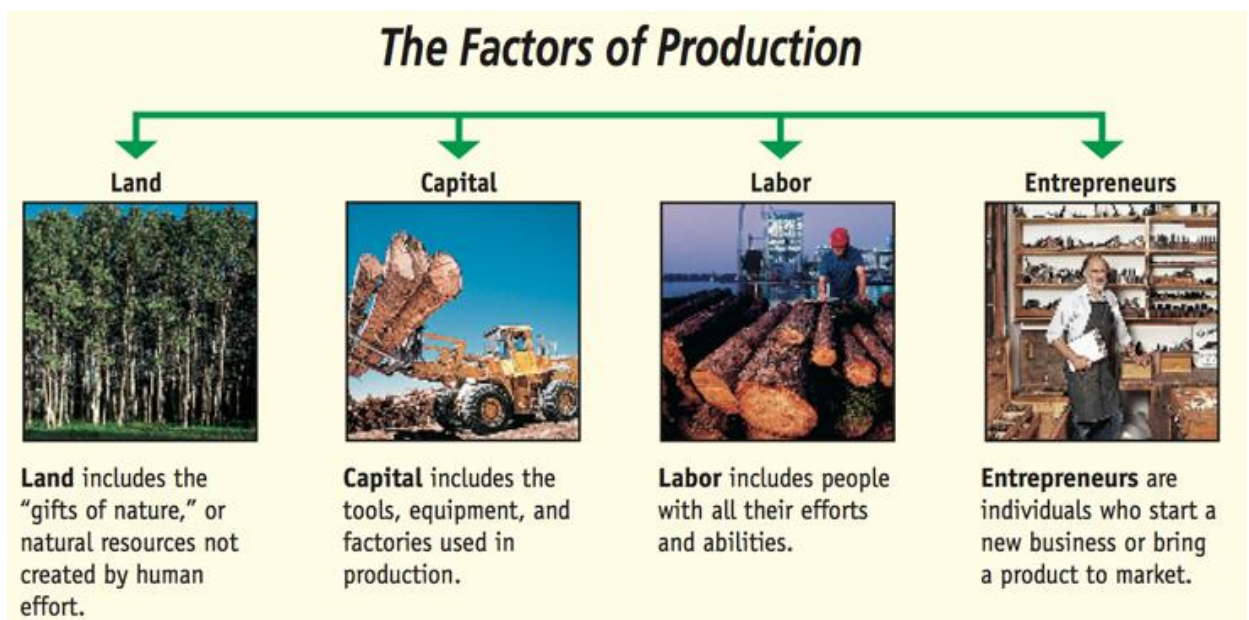 The Factors of Production
Land
Capital
Labor
Entrepreneurs
Land includes the
“gifts of nature,” or
natural resources not
created by human
effort.
Capital includes the
tools, equipment, and
factories used in
production.
Labor includes people
with all their efforts
and abilities.
Entrepreneurs are
individuals who start a
new business or bring
a product to market.